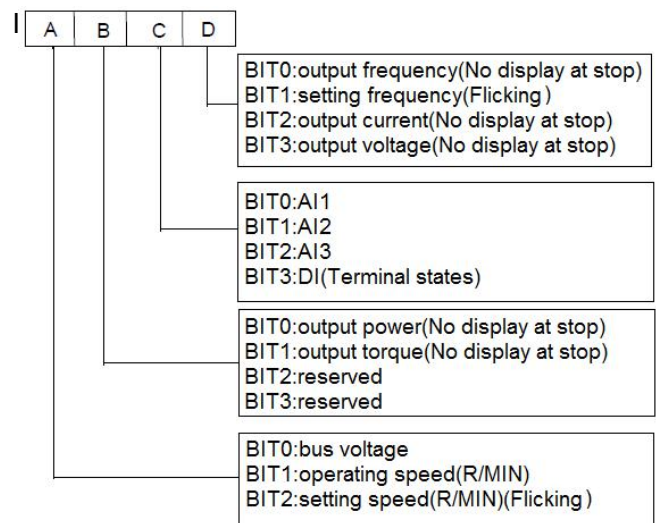 A B C D
BIT0:output frequency(No display at stop)
BIT1:setting frequency(Flicking)
BIT2:output current(No display at stop)
BIT3:output voltage(No display at stop)
BIT0:AI1
BIT1:AI2
BIT2:AI3
BIT3:DI(Terminal states)
BIT0:output power(No display at stop)
BIT1:output torque(No display at stop)
BIT2:reserved
BIT3:reserved
BIT0:bus voltage
BIT1:operating speed(R/MIN)
BIT2:setting speed(R/MIN)(Flicking)